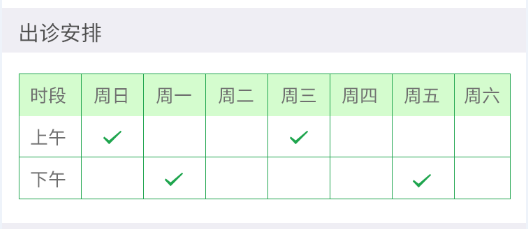 出诊安排
时段 周日 周一 周二 周三 周四 周五 周六
上午 ✓ ✓
下午 ✓ ✓